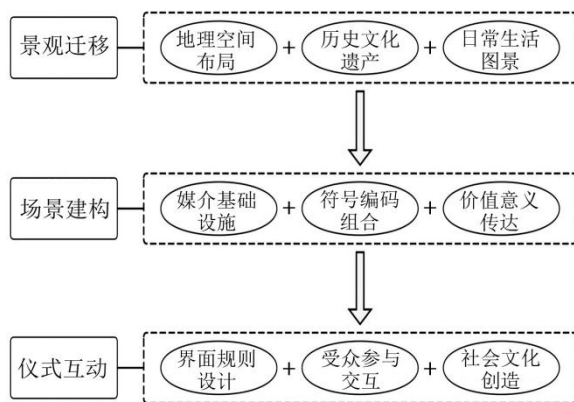 景观迁移
地理空间
布局
+
历史文化
遗产
+
日常生活
图景
场景建构
媒介基础
设施
+
符号编码
组合
+
价值意义
传达
仪式互动
界面规则
设计
+
受众参与
交互
+
社会文化
创造